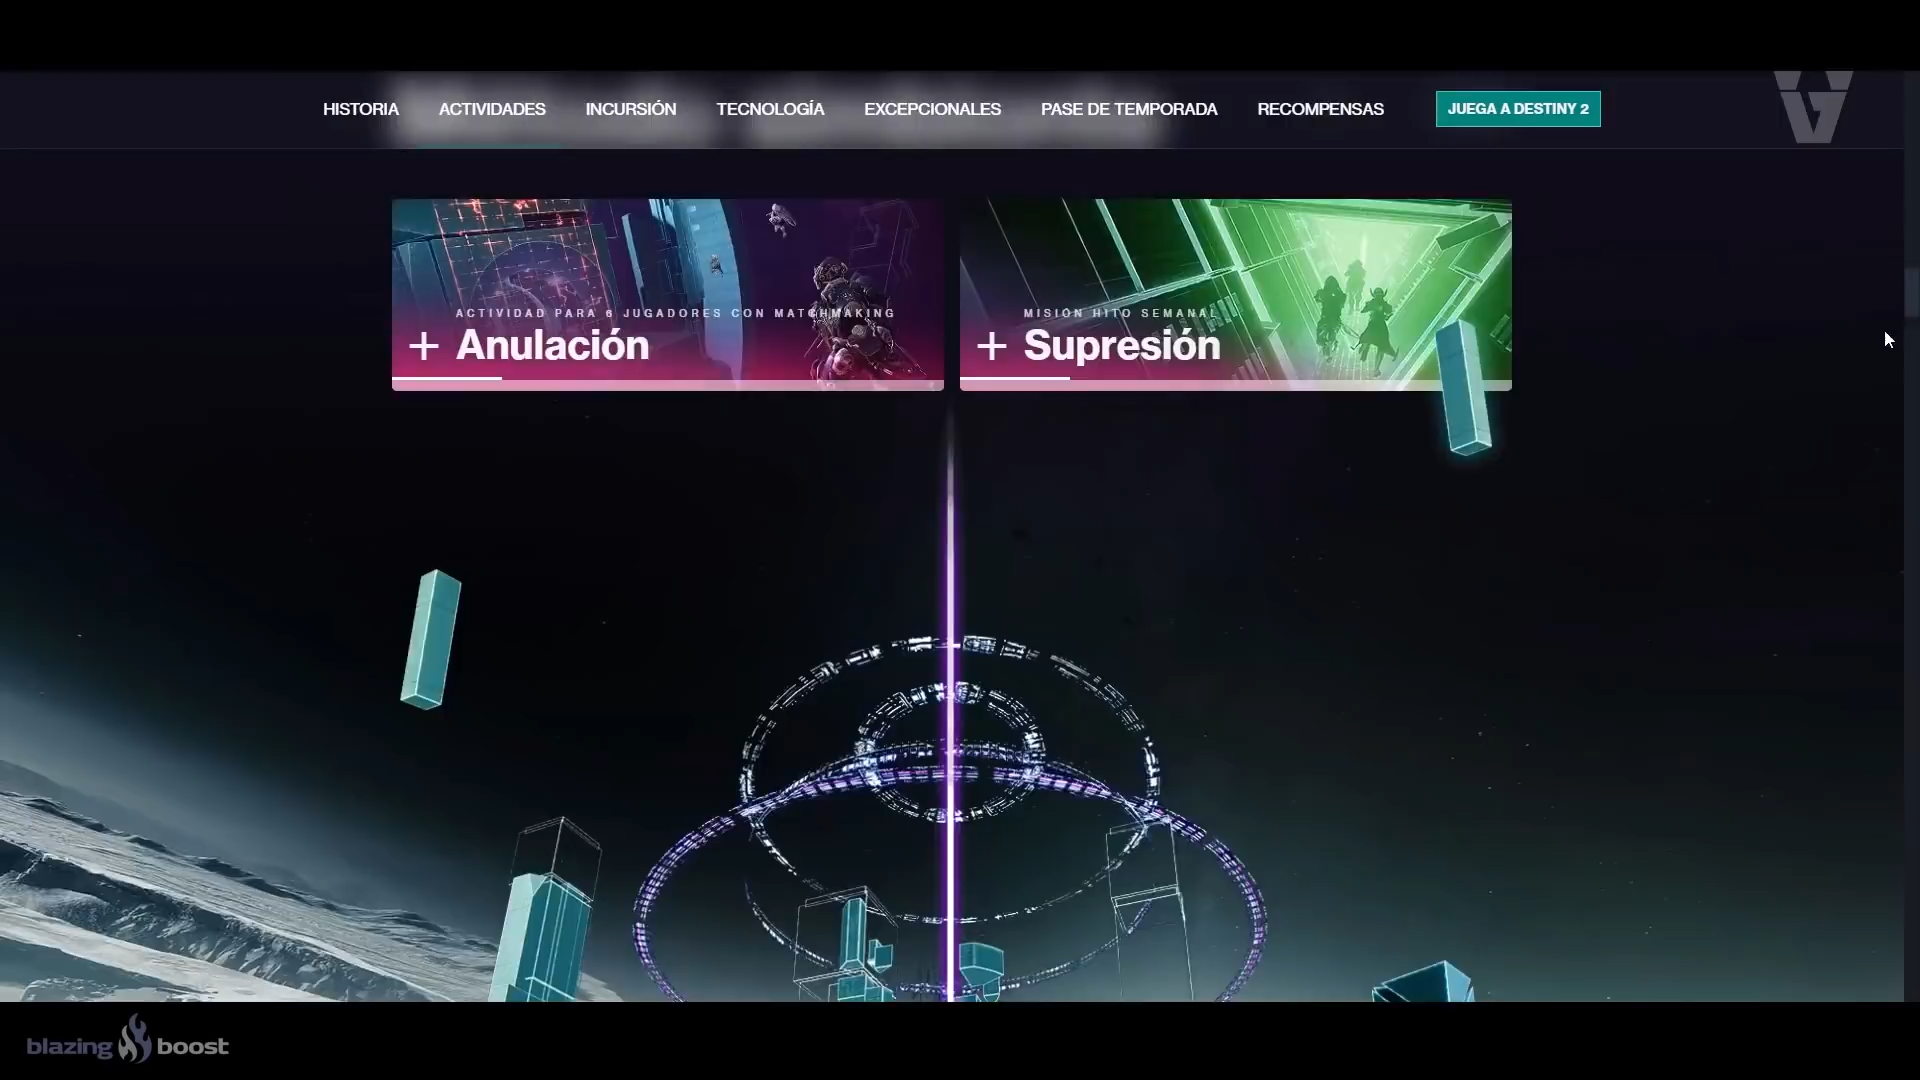 HISTORIA ACTIVIDADES INCURSIÓN TECNOLOGÍA EXCEPCIONALES PASE DE TEMPORADA RECOMPENSAS JUEGA A DESTINY 2
ACTIVIDAD PARA 6 JUGADORES CON MATCHMAKING
+ Anulación
MISIÓN HITO SEMANAL
+ Supresión
blazing boost